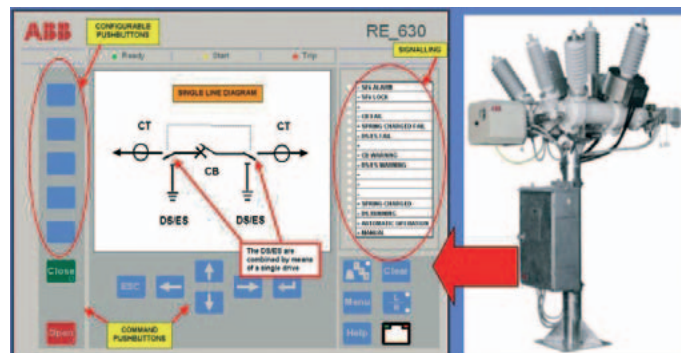 ABB
RE_630
CONFIGURABLE
PUSHBUTTONS
SIGNALLING
Ready
Start
Trip
SINGLE LINE DIAGRAM
CT
CT
CB
DS/ES
DS/ES
The DS/ES are
combined by means
of a single drive
- SF6 ALARM
- SF6 LOCK
-
- CB FAIL
- SPRING CHARGED FAIL
- DS/ES FAIL
-
- CB WARNING
- DS/ES WARNING
-
-
-
- SPRING CHARGED
- DS RUNNING
- AUTOMATIC OPERATION
- MANUAL
Close
Open
ESC
COMMAND
PUSHBUTTONS
Clear
Menu
L
R
Help